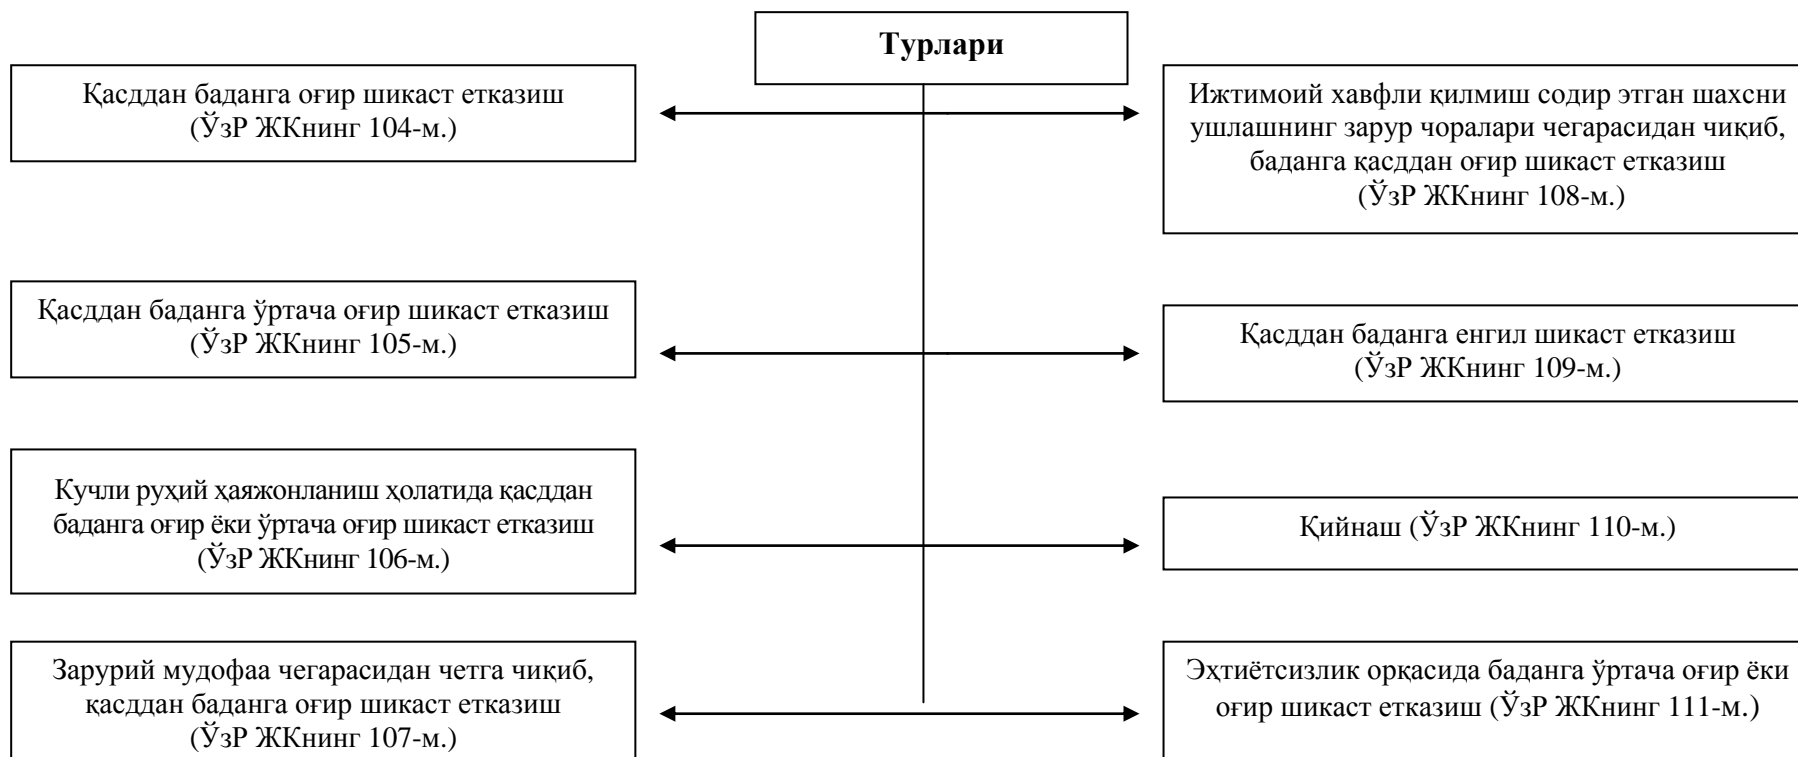 Турлари
Қасддан баданга оғир шикаст етказиш
(ЎзР ЖКнинг 104-м.)
Ижтимоий хавфли қилмиш содир этган шахсни
ушлашнинг зарур чоралари чегарасидан чиқиб,
баданга қасддан оғир шикаст етказиш
(ЎзР ЖКнинг 108-м.)
Қасддан баданга ўртача оғир шикаст етказиш
(ЎзР ЖКнинг 105-м.)
Қасддан баданга енгил шикаст етказиш
(ЎзР ЖКнинг 109-м.)
Кучли руҳий ҳаяжонланиш ҳолатида қасддан
баданга оғир ёки ўртача оғир шикаст етказиш
(ЎзР ЖКнинг 106-м.)
Қийнаш (ЎзР ЖКнинг 110-м.)
Зарурий мудофаа чегарасидан четга чиқиб,
қасддан баданга оғир шикаст етказиш
(ЎзР ЖКнинг 107-м.)
Эҳтиётсизлик орқасида баданга ўртача оғир ёки
оғир шикаст етказиш (ЎзР ЖКнинг 111-м.)